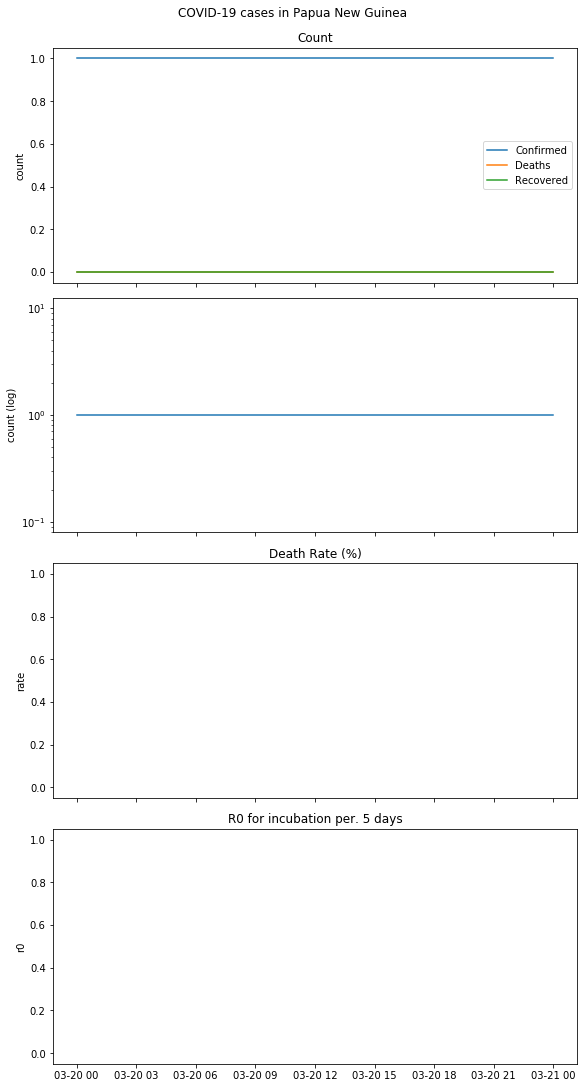 COVID-19 cases in Papua New Guinea
Count
1.0
0.8
0.6
0.4
0.2
0.0
count
Confirmed
Deaths
Recovered
10¹
10⁰
10⁻¹
count (log)
Death Rate (%)
1.0
0.8
0.6
0.4
0.2
0.0
rate
R0 for incubation per. 5 days
1.0
0.8
0.6
0.4
0.2
0.0
r0
03-20 00 03-20 03 03-20 06 03-20 09 03-20 12 03-20 15 03-20 18 03-20 21 03-21 00